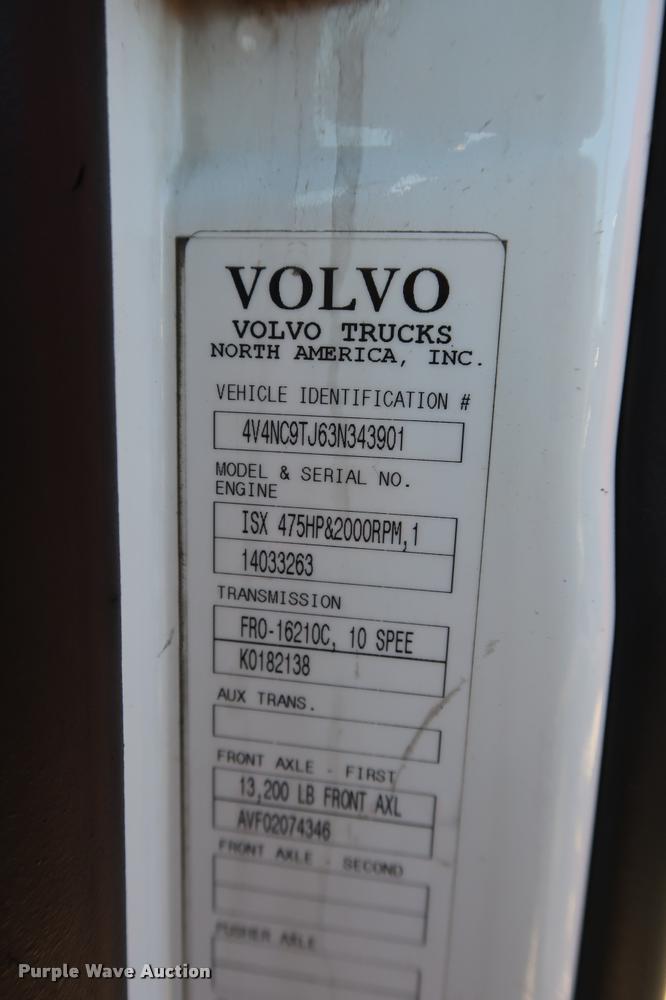 VOLVO
VOLVO TRUCKS
NORTH AMERICA, INC.
VEHICLE IDENTIFICATION #
4V4NC9TJ63N343901
MODEL & SERIAL NO.
ENGINE
ISX 475HP&2000RPM,1
14033263
TRANSMISSION
FRO-16210C, 10 SPEE
K0182138
AUX TRANS.
FRONT AXLE - FIRST
13,200 LB FRONT AXL
AVF02074346
FRONT AXLE - SECOND
PUSHER AXLE
Purple Wave Auction